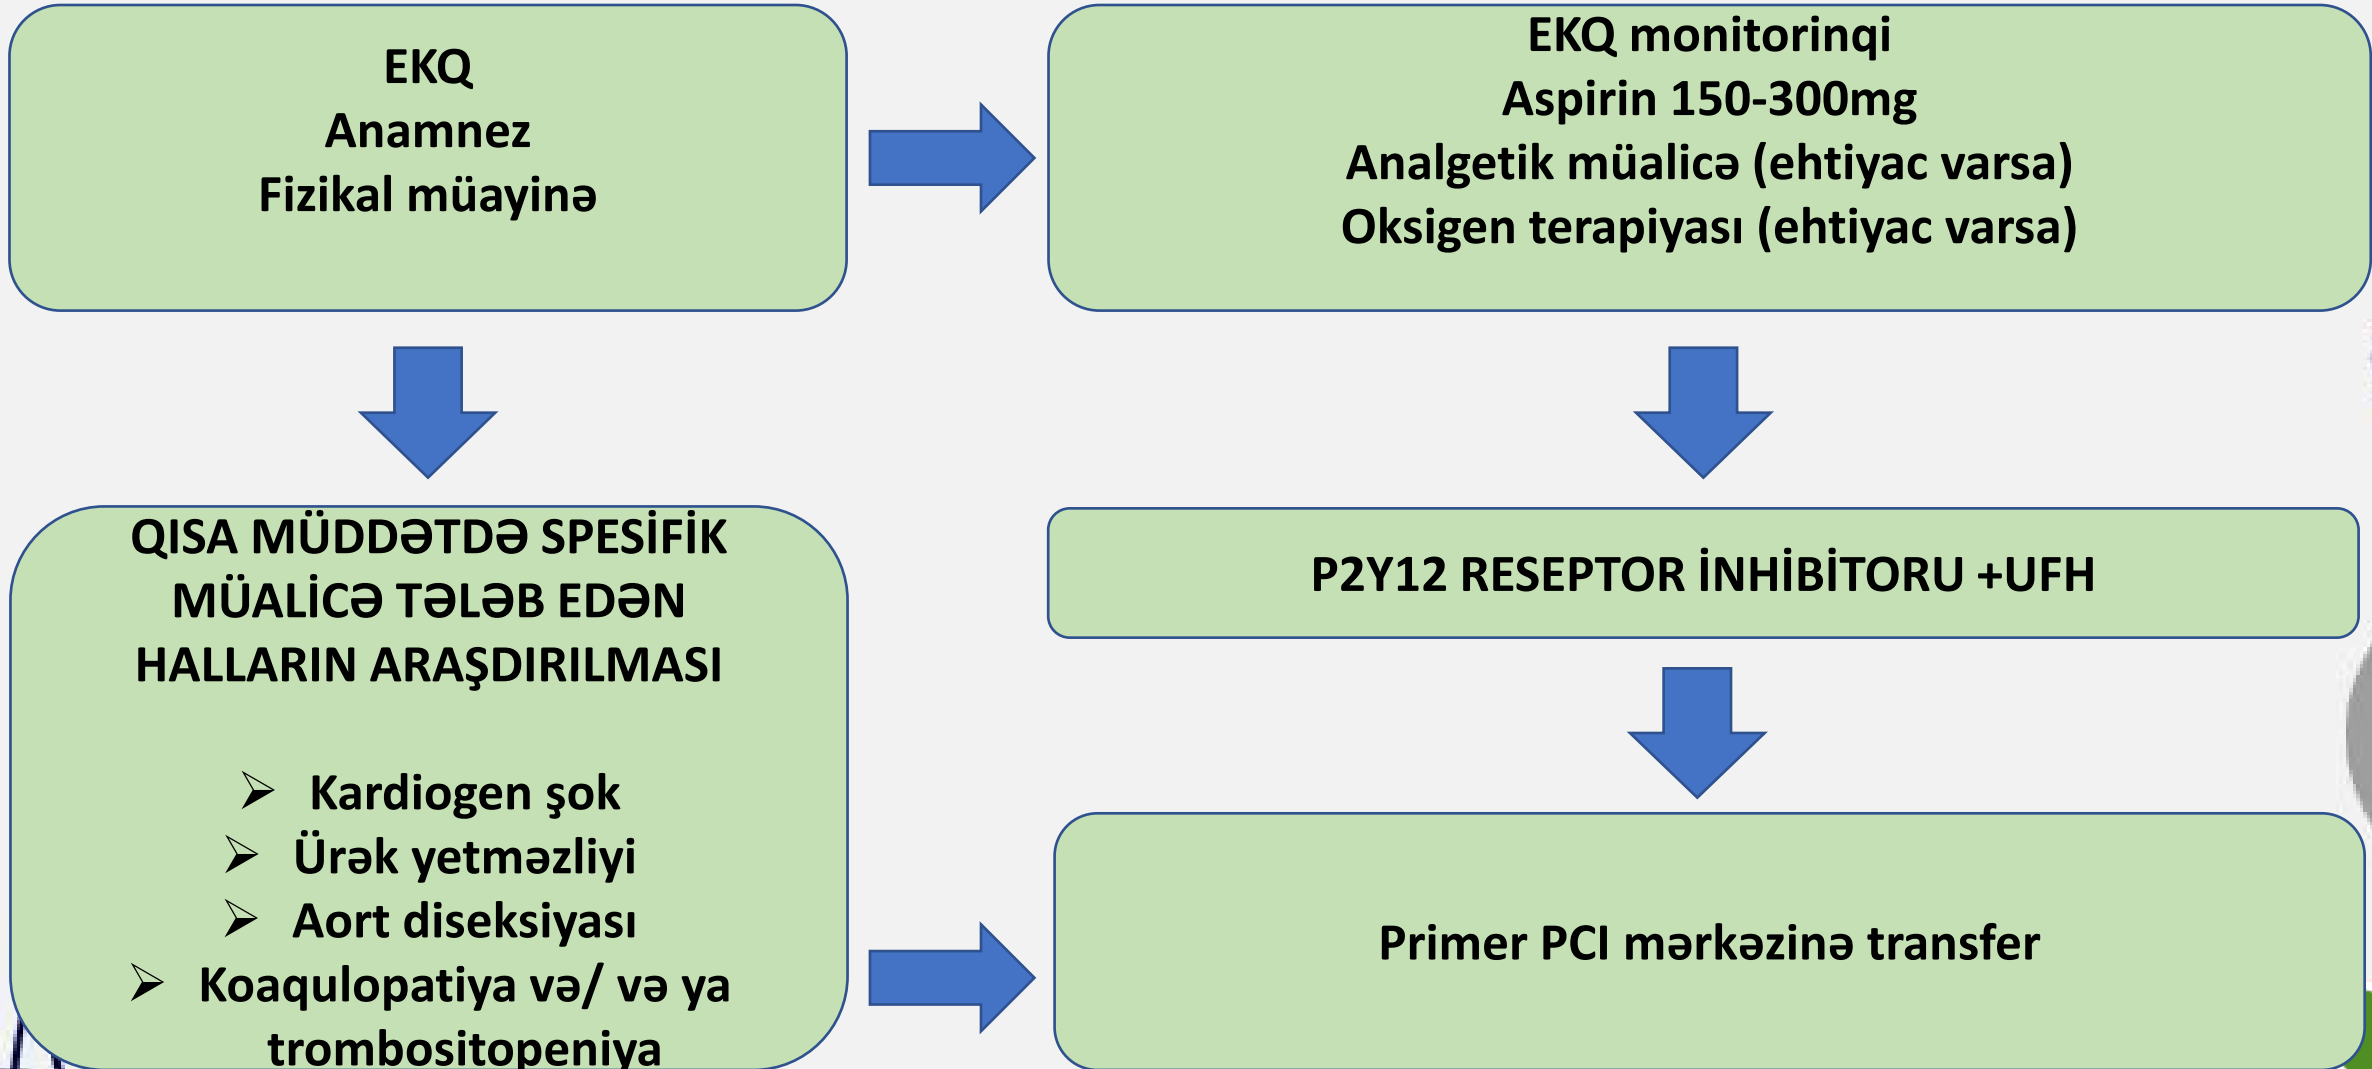 EKQ
Anamnez
Fizikal müayinə
EKQ monitorinqi
Aspirin 150-300mg
Analgetik müalicə (ehtiyac varsa)
Oksigen terapiyası (ehtiyac varsa)
QISA MÜDDƏTDƏ SPESİFİK
MÜALİCƏ TƏLƏB EDƏN
HALLARIN ARAŞDIRILMASI
➢ Kardiogen şok
➢ Ürək yetməzliyi
➢ Aort diseksiyası
➢ Koaqulopatiya və/ və ya
trombositopeniya
P2Y12 RESEPTOR İNHİBİTORU +UFH
Primer PCI mərkəzinə transfer